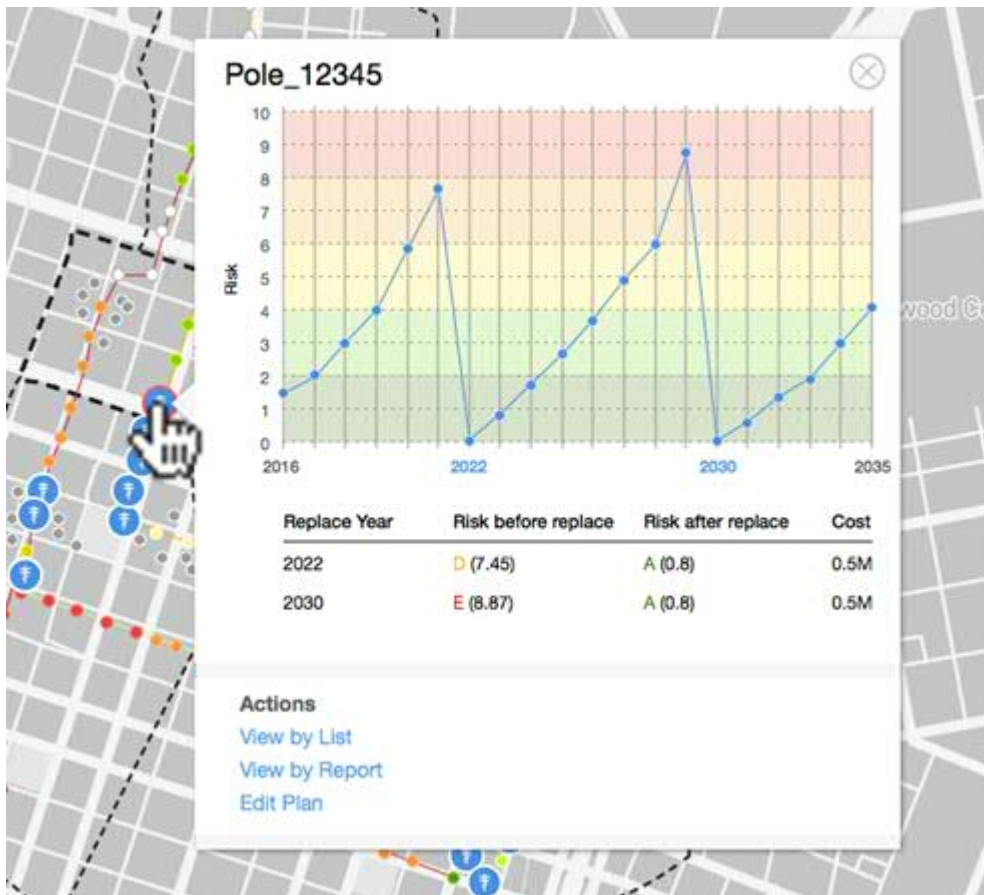 Pole_12345
10
9
8
7
6
5
4
3
2
1
0
Risk
2016 2022 2030 2035
Replace Year Risk before replace Risk after replace Cost
2022 D (7.45) A (0.8) 0.5M
2030 E (8.87) A (0.8) 0.5M
Actions
View by List
View by Report
Edit Plan
wood